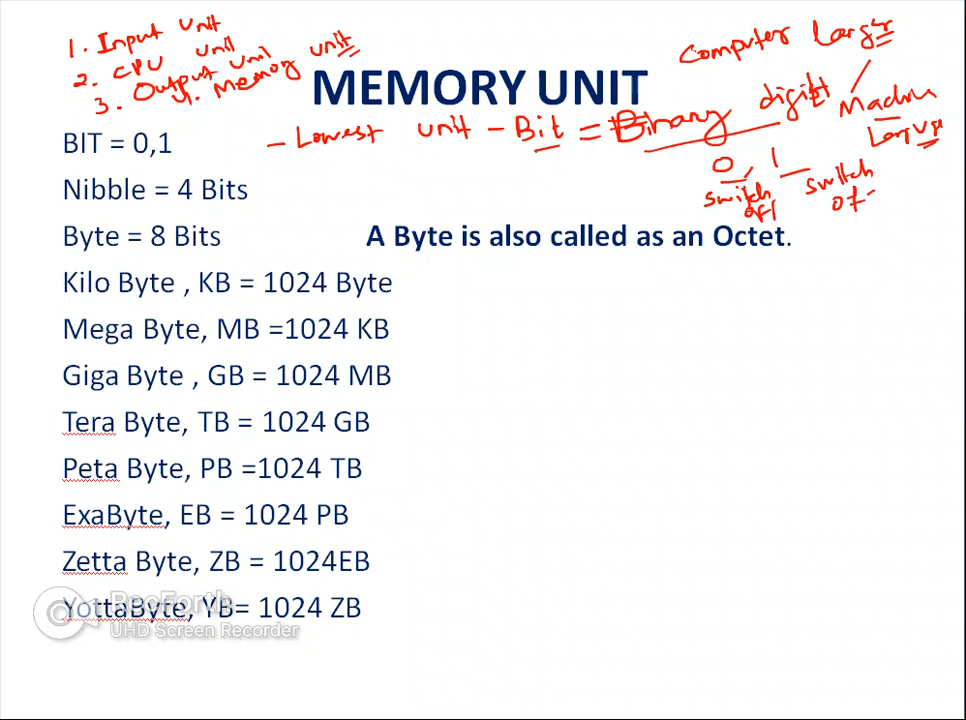 1. Input unit
2. CPU unit
3. Output unit
4. Memory unit
Computer
MEMORY UNIT
digit
- Lowest unit - Bit = Binary
BIT = 0,1
0, 1
switch off
switch
Nibble = 4 Bits
Byte = 8 Bits
A Byte is also called as an Octet.
Kilo Byte , KB = 1024 Byte
Mega Byte, MB =1024 KB
Giga Byte , GB = 1024 MB
Tera Byte, TB = 1024 GB
Peta Byte, PB =1024 TB
ExaByte, EB = 1024 PB
Zetta Byte, ZB = 1024EB
YottaByte, YB= 1024 ZB
RecForth
UHD Screen Recorder